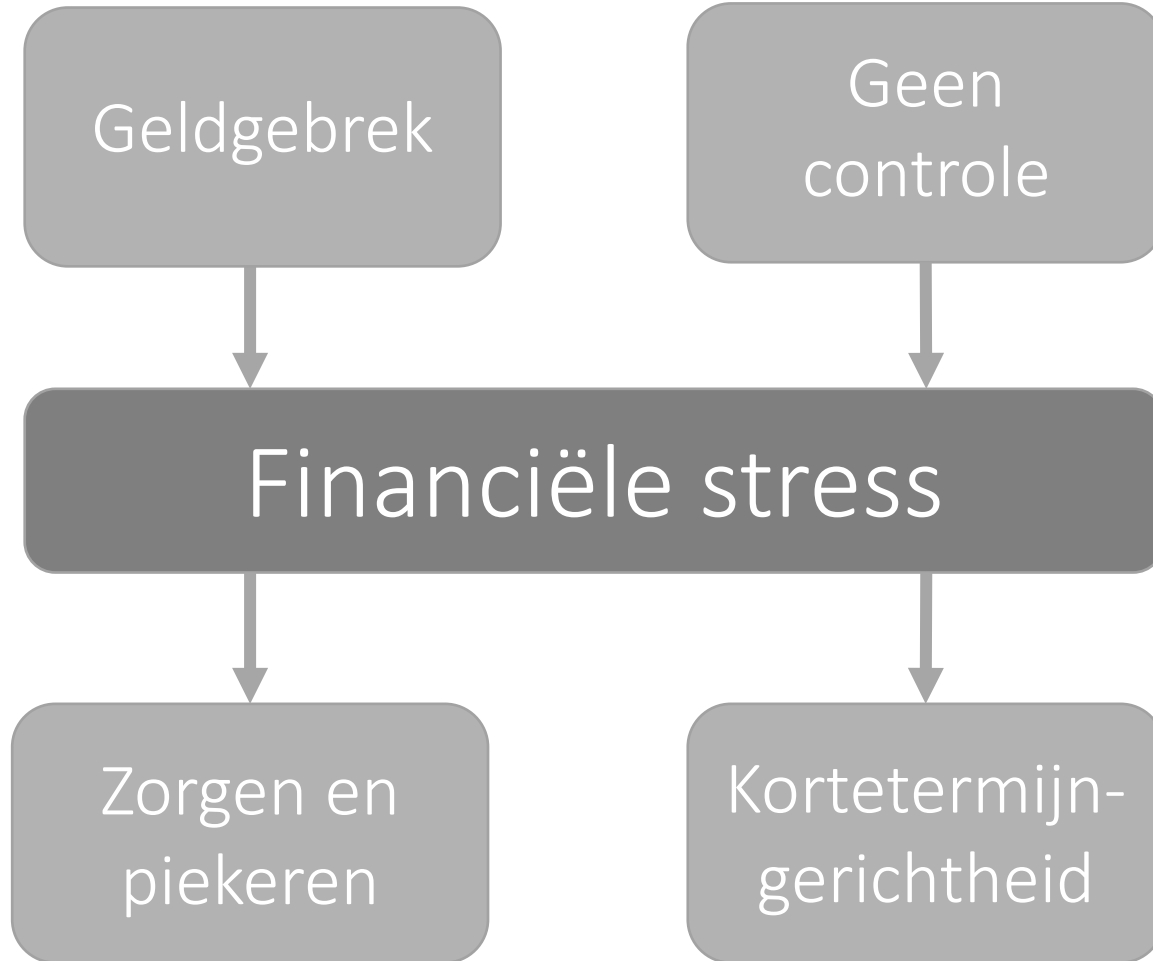 Geldgebrek
Geen
controle
Financiële stress
Zorgen en
piekeren
Kortetermijn-
gerichtheid